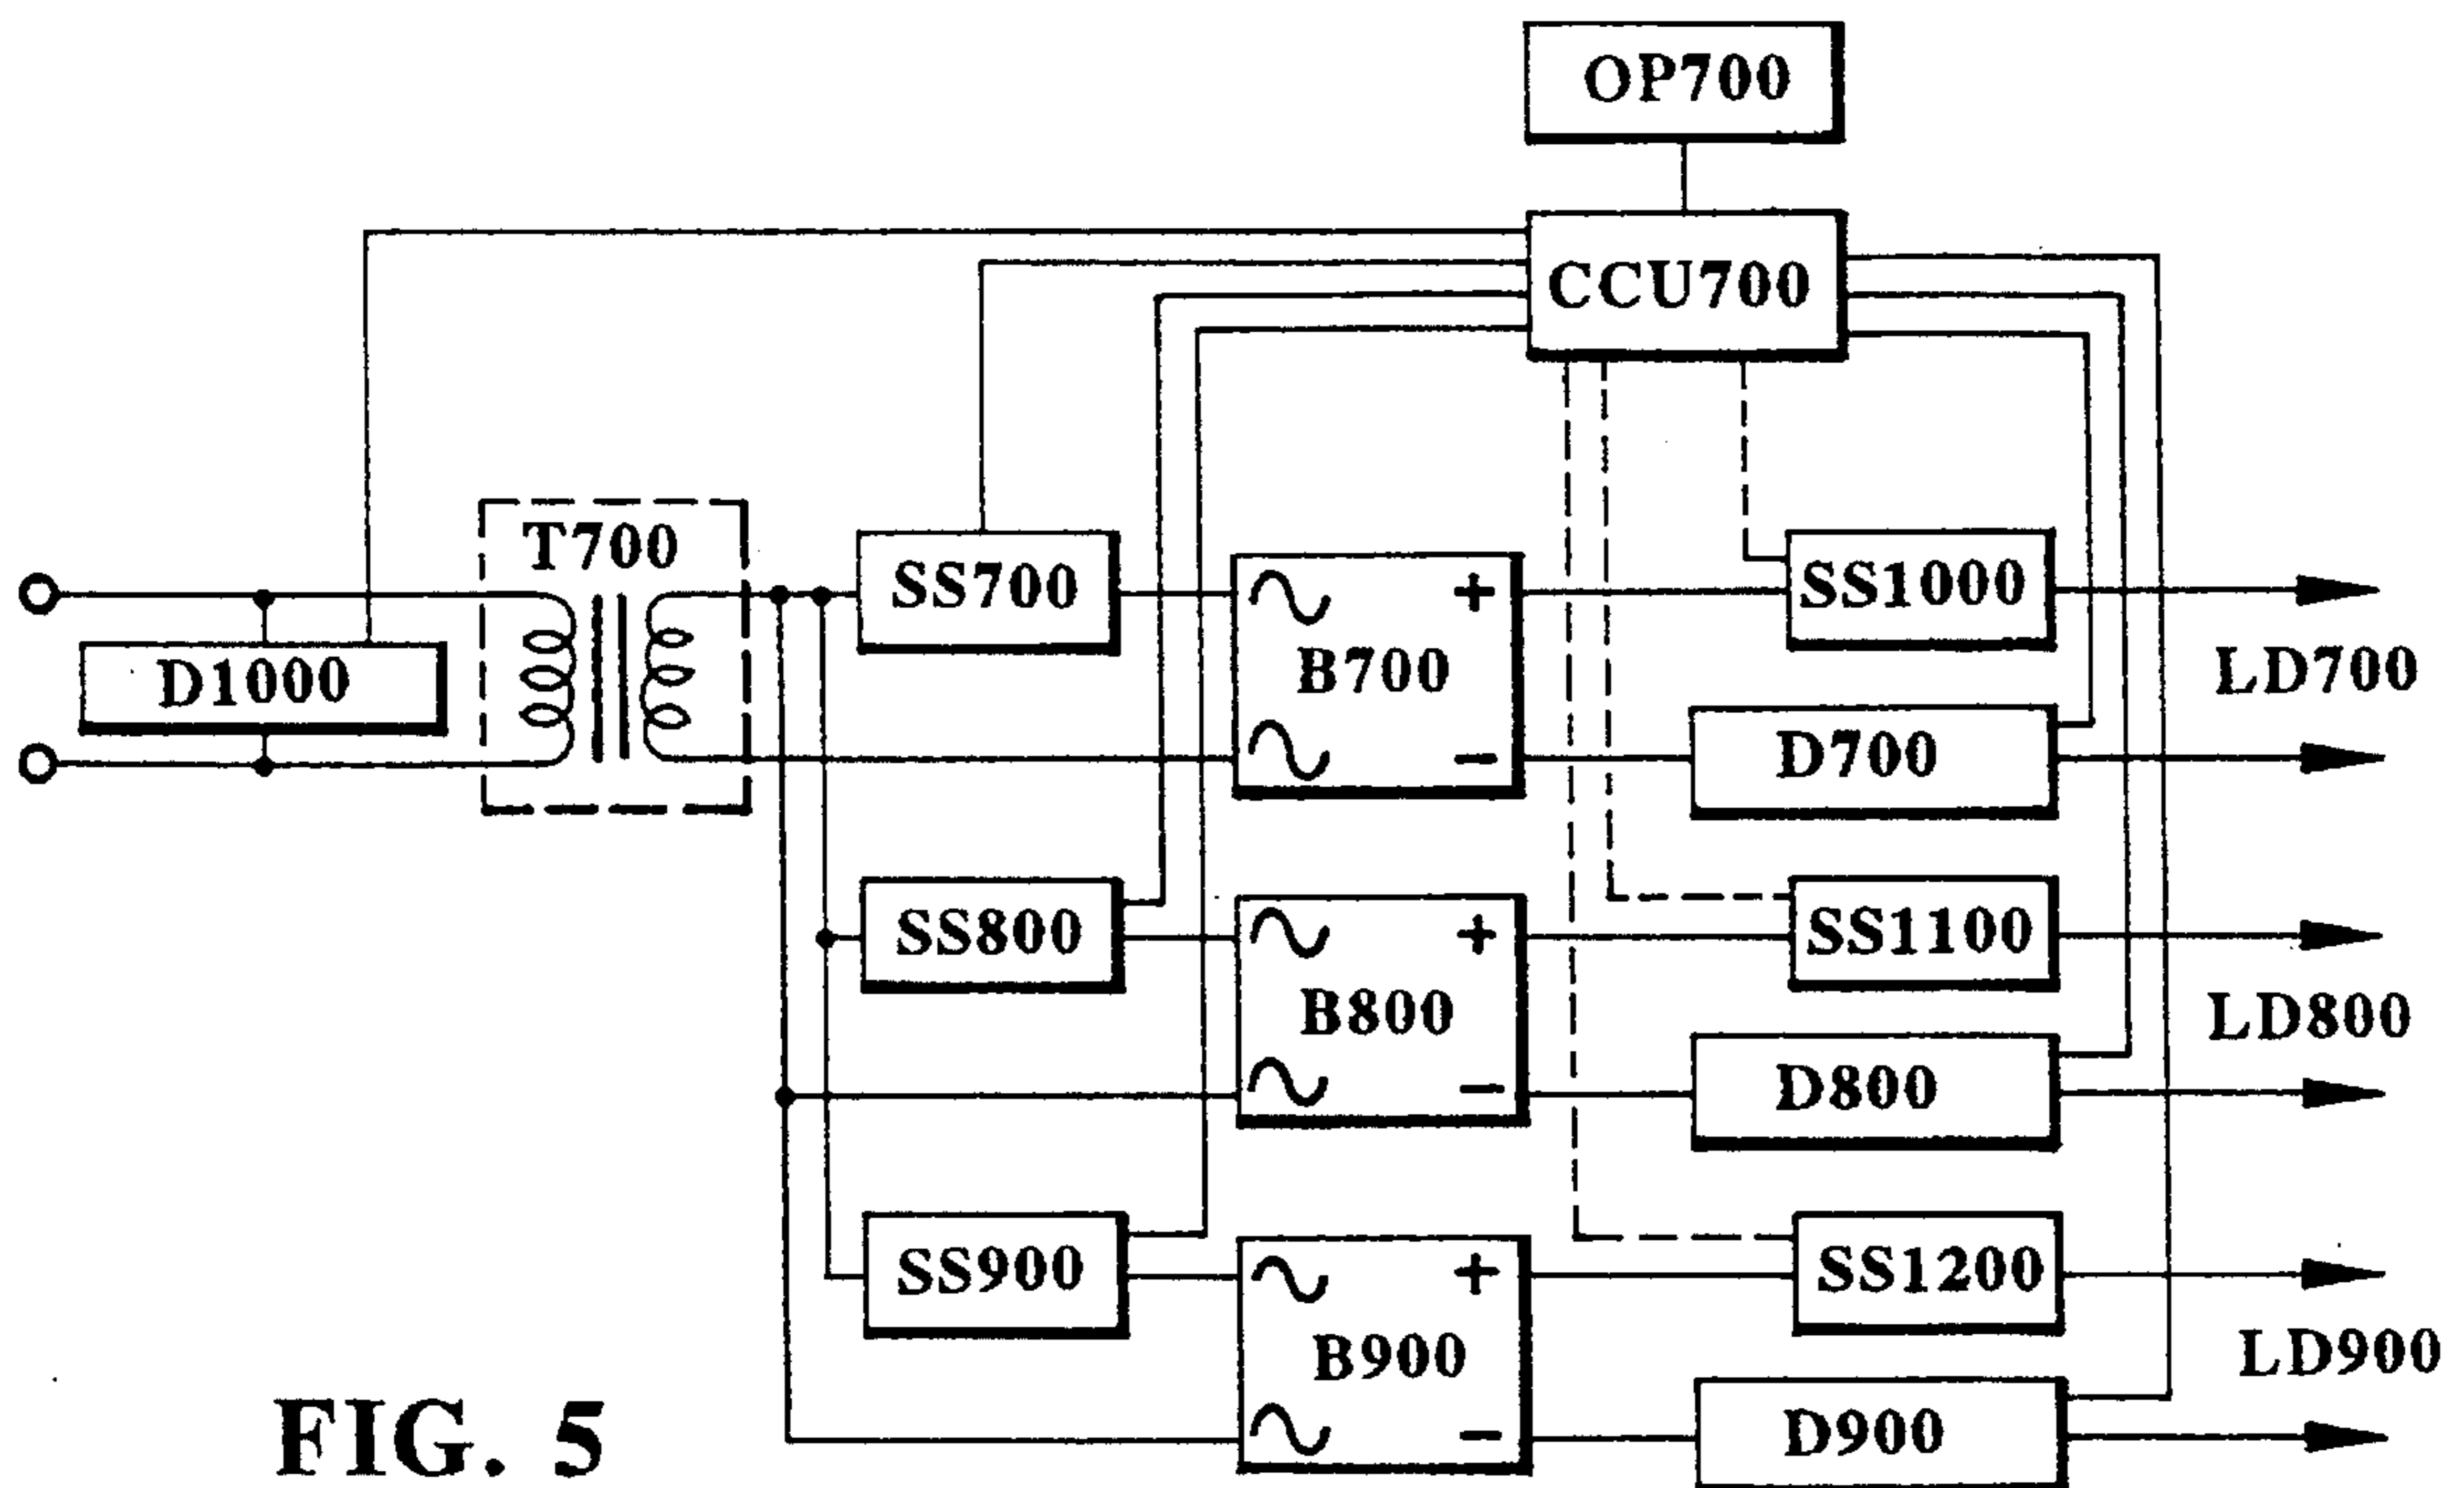 OP700
CCU700
T700
SS700
SS1000
+
B700
LD700
D1000
D700
−
SS800
SS1100
+
B800
LD800
D800
−
SS900
SS1200
+
B900
LD900
D900
−
FIG. 5